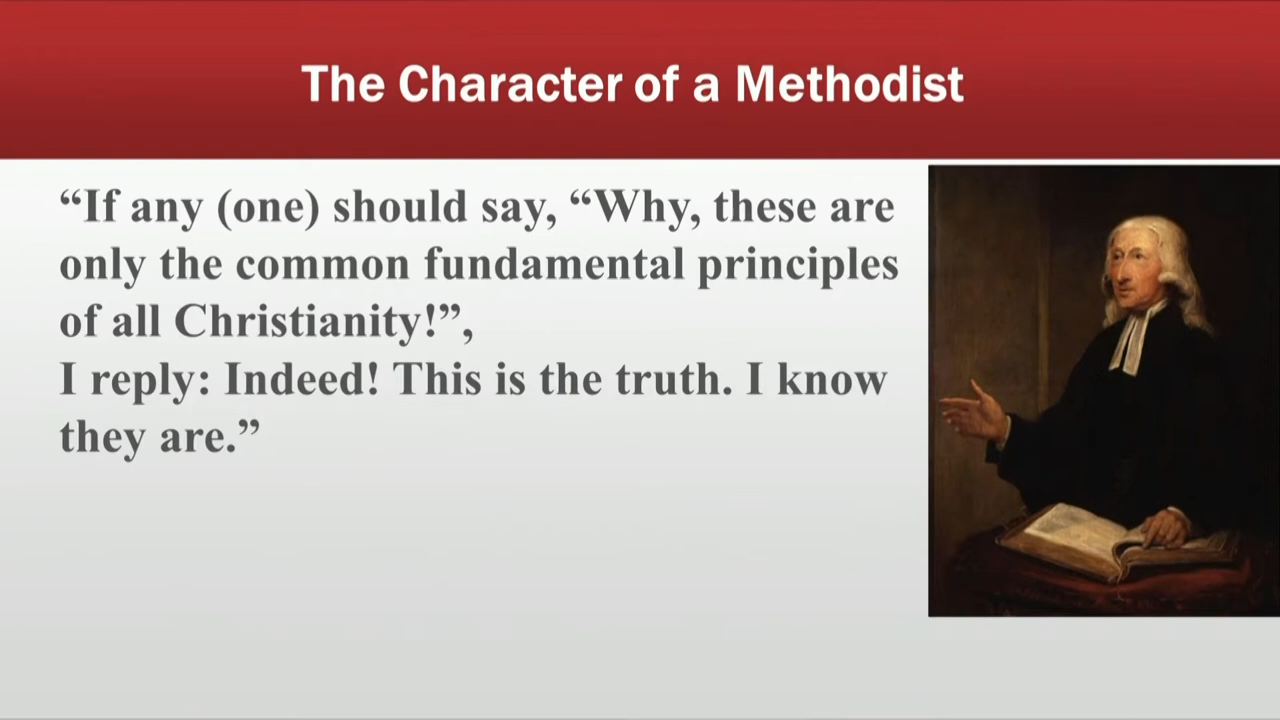 The Character of a Methodist
“If any (one) should say, “Why, these are
only the common fundamental principles
of all Christianity!”,
I reply: Indeed! This is the truth. I know
they are.”